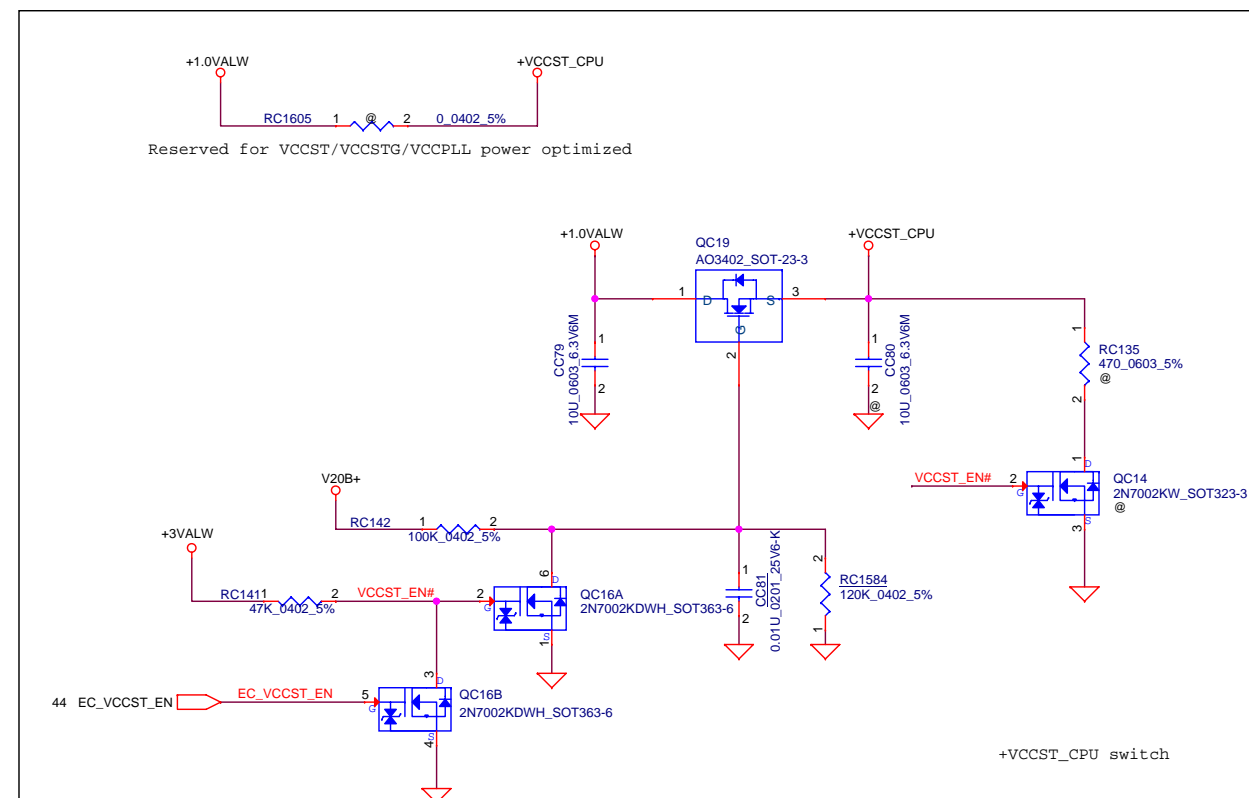 +1.0VALW
+VCCST_CPU
RC1605 1 @ 2 0_0402_5%
Reserved for VCCST/VCCSTG/VCCPLL power optimized
+1.0VALW
QC19
AO3402_SOT-23-3
+VCCST_CPU
1 D S 3
G
2
1
CC79
10U_0603_6.3V6M
2
1
CC80
10U_0603_6.3V6M
2
@
1
RC135
470_0603_5%
@
2
VCCST_EN# 2
G
1
D
S
3
QC14
2N7002KW_SOT323-3
@
V20B+
RC142 1 2
100K_0402_5%
+3VALW
RC1411 2
47K_0402_5%
VCCST_EN# 2
G
6
D
S
1
QC16A
2N7002KDWH_SOT363-6
1
CC81
0.01U_0201_25V6-K
2
2
RC1584
120K_0402_5%
1
44 EC_VCCST_EN
EC_VCCST_EN 5
G
3
D
S
4
QC16B
2N7002KDWH_SOT363-6
+VCCST_CPU switch